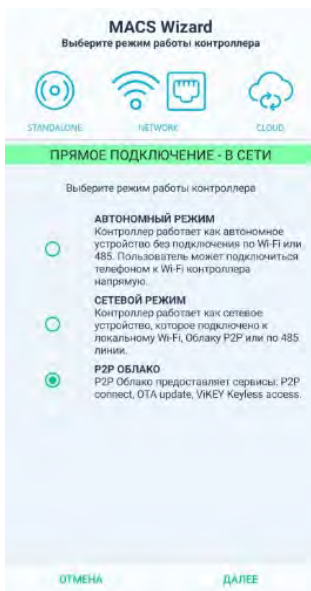 MACS Wizard
Выберите режим работы контроллера
STANDALONE
NETWORK
CLOUD
ПРЯМОЕ ПОДКЛЮЧЕНИЕ - В СЕТИ
Выберите режим работы контроллера
АВТОНОМНЫЙ РЕЖИМ
Контроллер работает как автономное
устройство без подключения по Wi-Fi или
485. Пользователь может подключиться
телефоном к Wi-Fi контроллера
напрямую.
СЕТЕВОЙ РЕЖИМ
Контроллер работает как сетевое
устройство, которое подключено к
локальному Wi-Fi, Облаку P2P или по 485
линии.
P2P ОБЛАКО
P2P Облако предоставляет сервисы: P2P
connect, OTA update, ViKEY Keyless access.
ОТМЕНА
ДАЛЕЕ